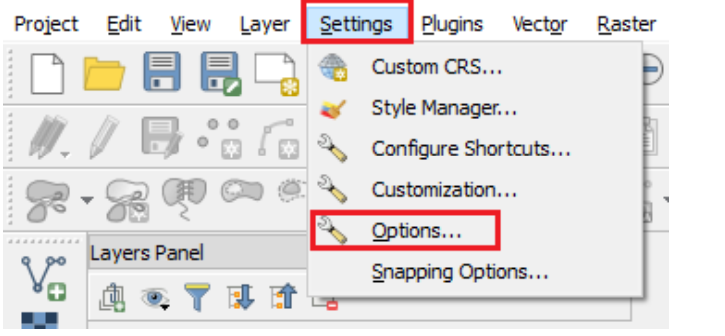 Project Edit View Layer Settings Plugins Vector Raster
Custom CRS...
Style Manager...
Configure Shortcuts...
Customization...
Options...
Layers Panel
Snapping Options...